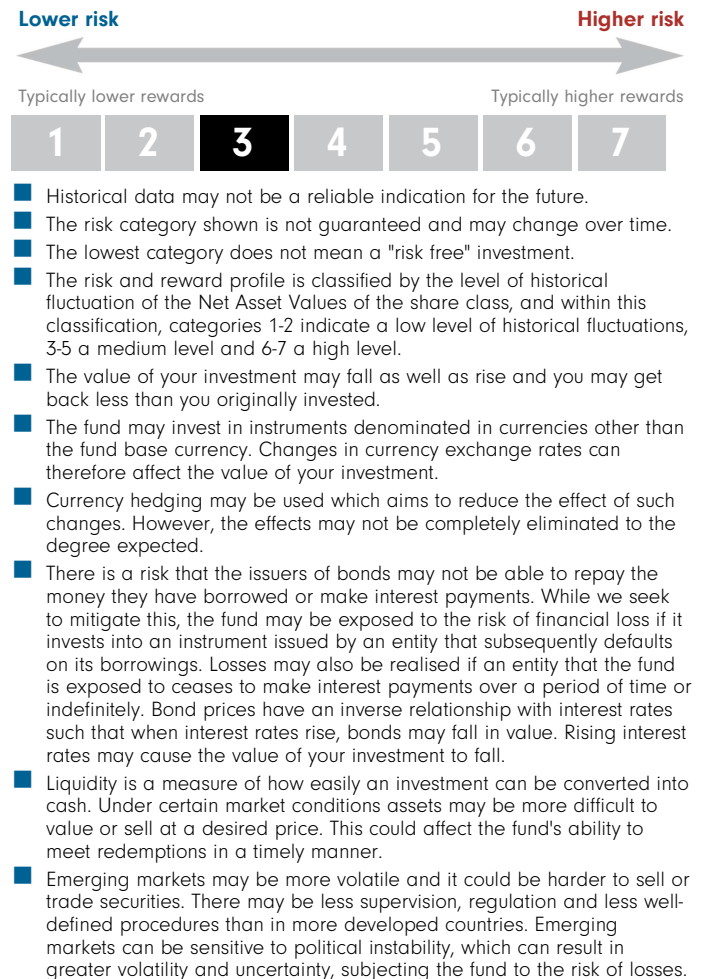 Lower risk Higher risk
Typically lower rewards Typically higher rewards
1 2 3 4 5 6 7
Historical data may not be a reliable indication for the future.
The risk category shown is not guaranteed and may change over time.
The lowest category does not mean a "risk free" investment.
The risk and reward profile is classified by the level of historical
fluctuation of the Net Asset Values of the share class, and within this
classification, categories 1-2 indicate a low level of historical fluctuations,
3-5 a medium level and 6-7 a high level.
The value of your investment may fall as well as rise and you may get
back less than you originally invested.
The fund may invest in instruments denominated in currencies other than
the fund base currency. Changes in currency exchange rates can
therefore affect the value of your investment.
Currency hedging may be used which aims to reduce the effect of such
changes. However, the effects may not be completely eliminated to the
degree expected.
There is a risk that the issuers of bonds may not be able to repay the
money they have borrowed or make interest payments. While we seek
to mitigate this, the fund may be exposed to the risk of financial loss if it
invests into an instrument issued by an entity that subsequently defaults
on its borrowings. Losses may also be realised if an entity that the fund
is exposed to ceases to make interest payments over a period of time or
indefinitely. Bond prices have an inverse relationship with interest rates
such that when interest rates rise, bonds may fall in value. Rising interest
rates may cause the value of your investment to fall.
Liquidity is a measure of how easily an investment can be converted into
cash. Under certain market conditions assets may be more difficult to
value or sell at a desired price. This could affect the fund's ability to
meet redemptions in a timely manner.
Emerging markets may be more volatile and it could be harder to sell or
trade securities. There may be less supervision, regulation and less well-
defined procedures than in more developed countries. Emerging
markets can be sensitive to political instability, which can result in
greater volatility and uncertainty, subjecting the fund to the risk of losses.